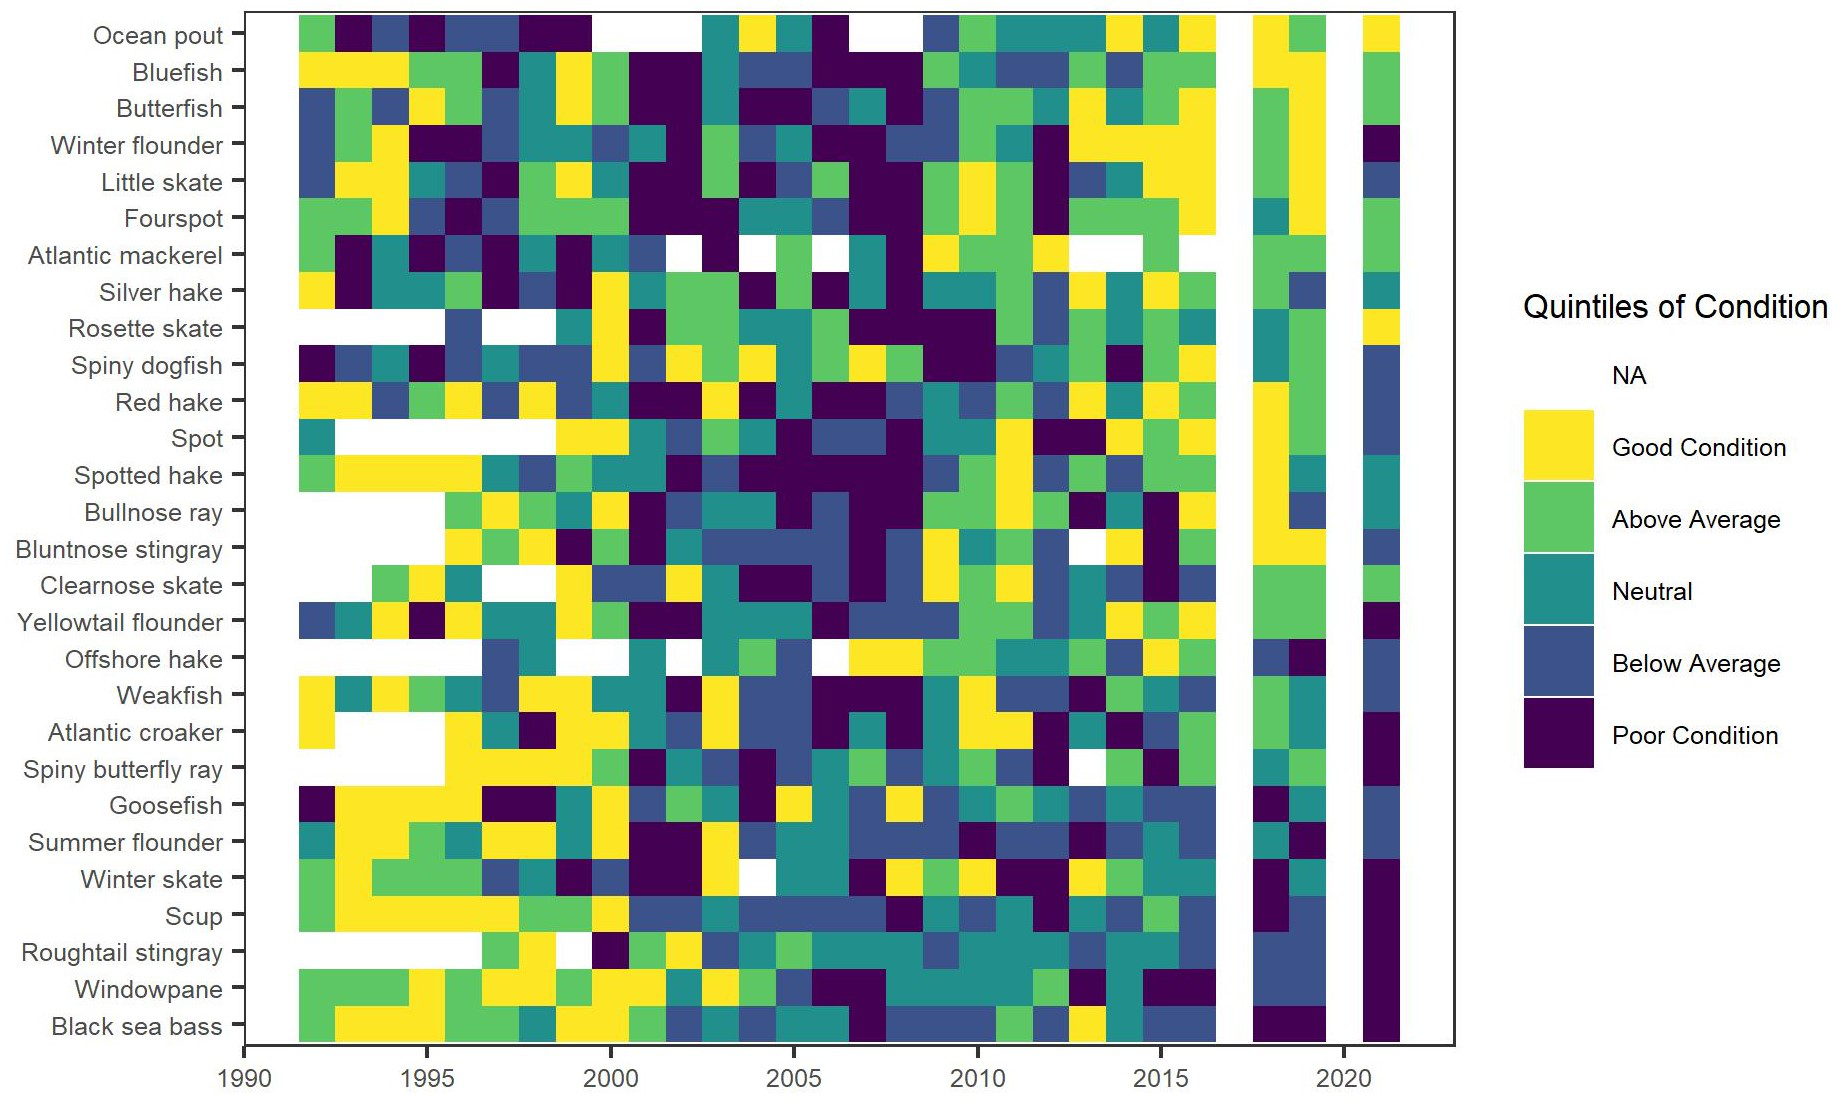 Ocean pout
Bluefish
Butterfish
Winter flounder
Little skate
Fourspot
Atlantic mackerel
Silver hake
Rosette skate
Spiny dogfish
Red hake
Spot
Spotted hake
Bullnose ray
Bluntnose stingray
Clearnose skate
Yellowtail flounder
Offshore hake
Weakfish
Atlantic croaker
Spiny butterfly ray
Goosefish
Summer flounder
Winter skate
Scup
Roughtail stingray
Windowpane
Black sea bass
1990 1995 2000 2005 2010 2015 2020
Quintiles of Condition
NA
Good Condition
Above Average
Neutral
Below Average
Poor Condition